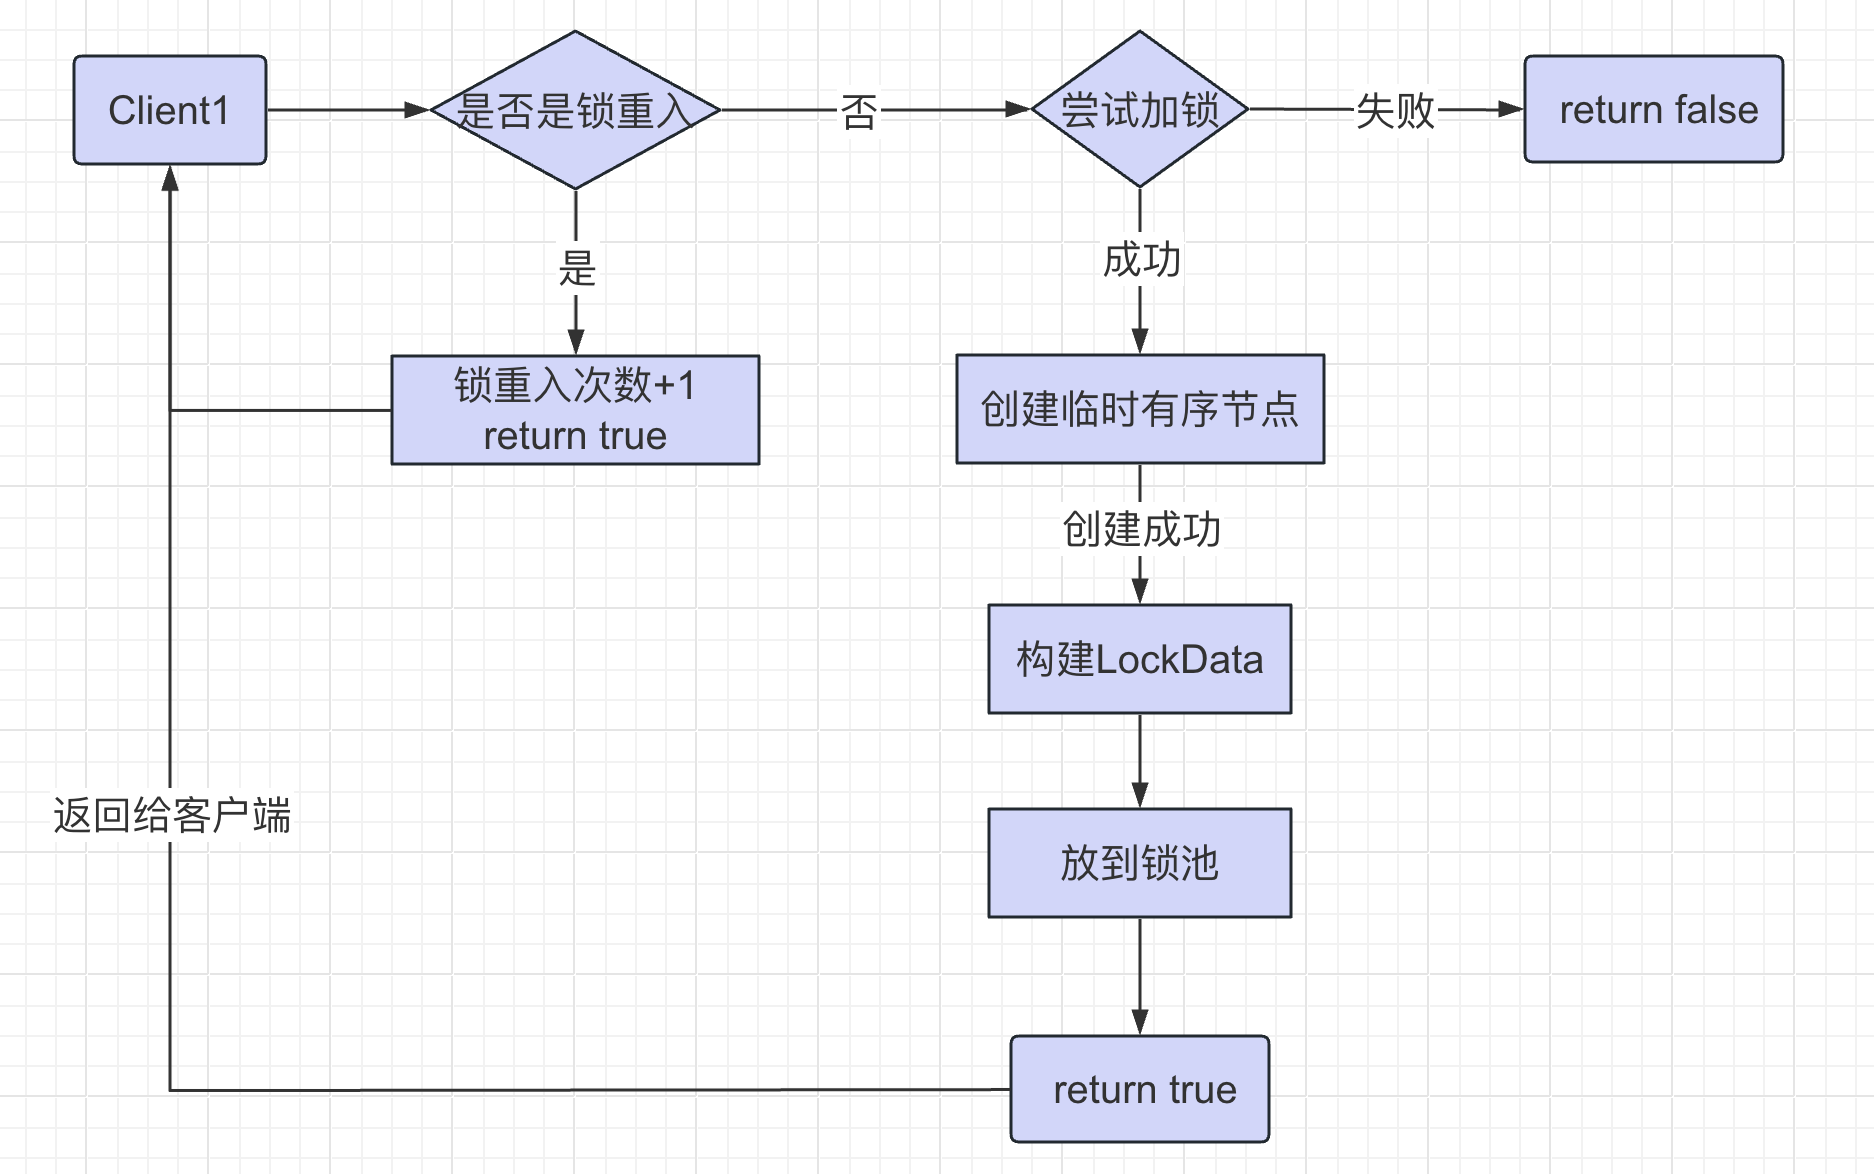 Client1
是否是锁重入
否
尝试加锁
失败
return false
是
成功
锁重入次数+1
return true
创建临时有序节点
创建成功
构建LockData
返回给客户端
放到锁池
return true